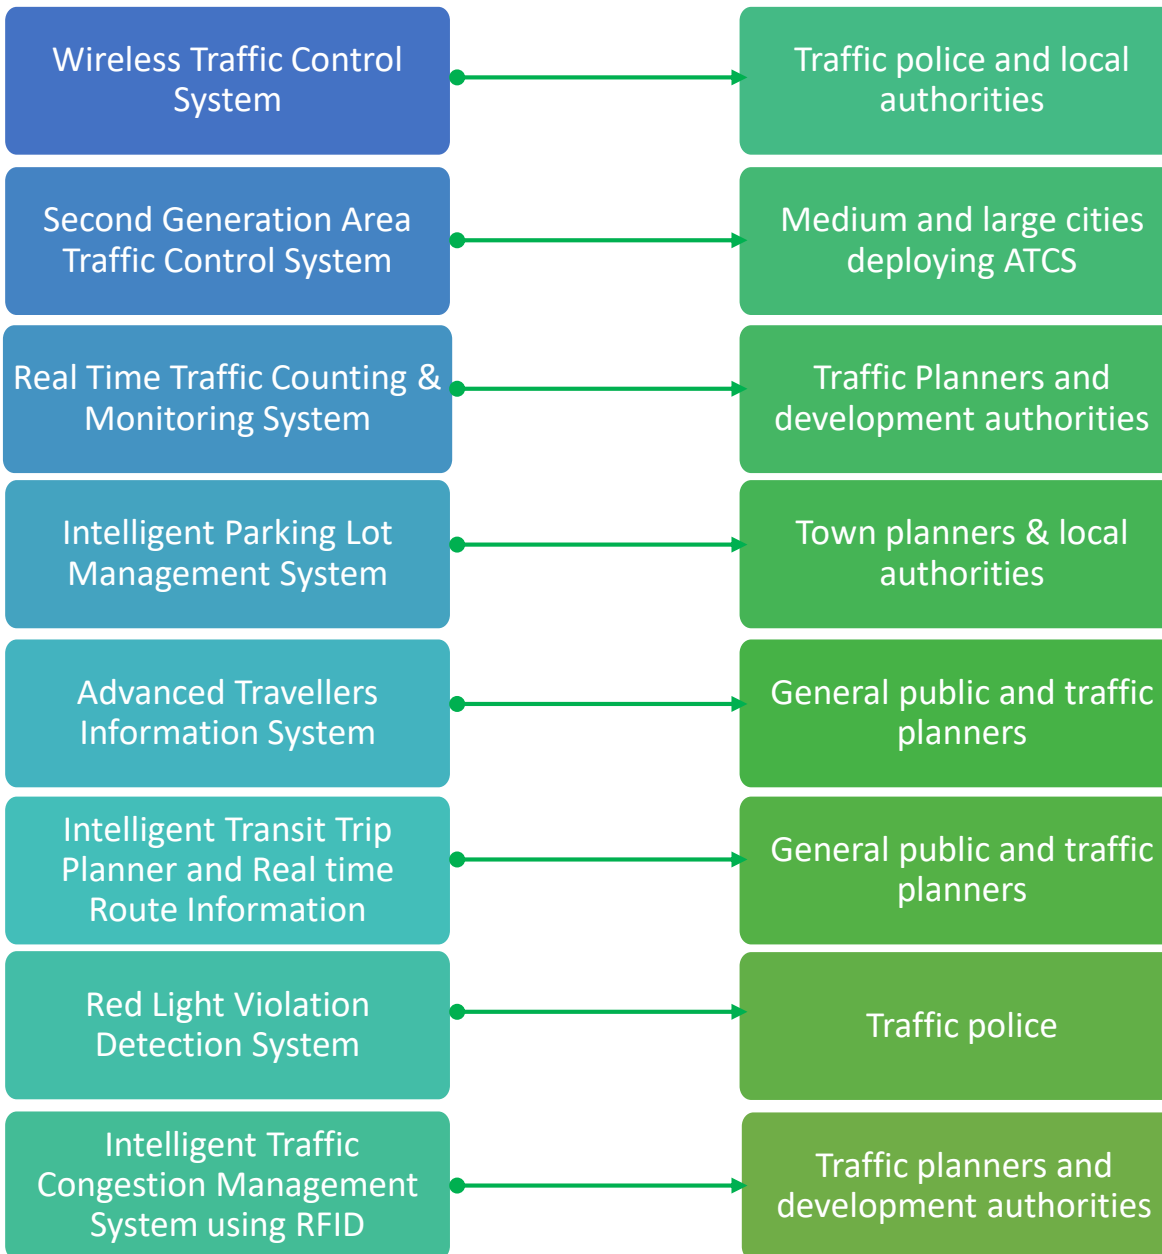 Wireless Traffic Control
System
Traffic police and local
authorities
Second Generation Area
Traffic Control System
Medium and large cities
deploying ATCS
Real Time Traffic Counting &
Monitoring System
Traffic Planners and
development authorities
Intelligent Parking Lot
Management System
Town planners & local
authorities
Advanced Travellers
Information System
General public and traffic
planners
Intelligent Transit Trip
Planner and Real time
Route Information
General public and traffic
planners
Red Light Violation
Detection System
Traffic police
Intelligent Traffic
Congestion Management
System using RFID
Traffic planners and
development authorities